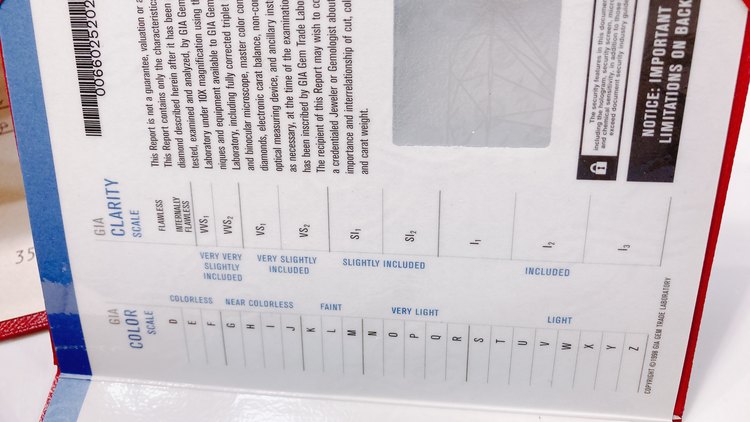 0066025202
This Report is not a guarantee, valuation or a
This Report contains only the characteristics
diamond described herein after it has been
tested, examined and analyzed, by GIA Gem
Laboratory under 10X magnification using th
niques and equipment available to GIA Gem
Laboratory, including fully corrected triplet
and binocular microscope, master color com
diamonds, electronic carat balance, non-con
optical measuring device, and ancillary inst
as necessary, at the time of the examination
has been inscribed by GIA Gem Trade Labo
The recipient of this Report may wish to co
a credentialed Jeweler or Gemologist about
importance and interrelationship of cut, col
and carat weight.
The security features in this document,
including the hologram, security screen, micro
and chemical sensitivity, in addition to those
exceed document security industry guide
NOTICE: IMPORTANT
LIMITATIONS ON BACK
GIA
CLARITY
SCALE
FLAWLESS
INTERNALLY
FLAWLESS
VVS1
VVS2
VS1
VS2
SI1
SI2
I1
I2
I3
VERY VERY
SLIGHTLY
INCLUDED
VERY SLIGHTLY
INCLUDED
SLIGHTLY INCLUDED
INCLUDED
GIA
COLOR
SCALE
COLORLESS
NEAR COLORLESS
FAINT
VERY LIGHT
LIGHT
D
E
F
G
H
I
J
K
L
M
N
O
P
Q
R
S
T
U
V
W
X
Y
Z
COPYRIGHT ©1998 GIA GEM TRADE LABORATORY
35